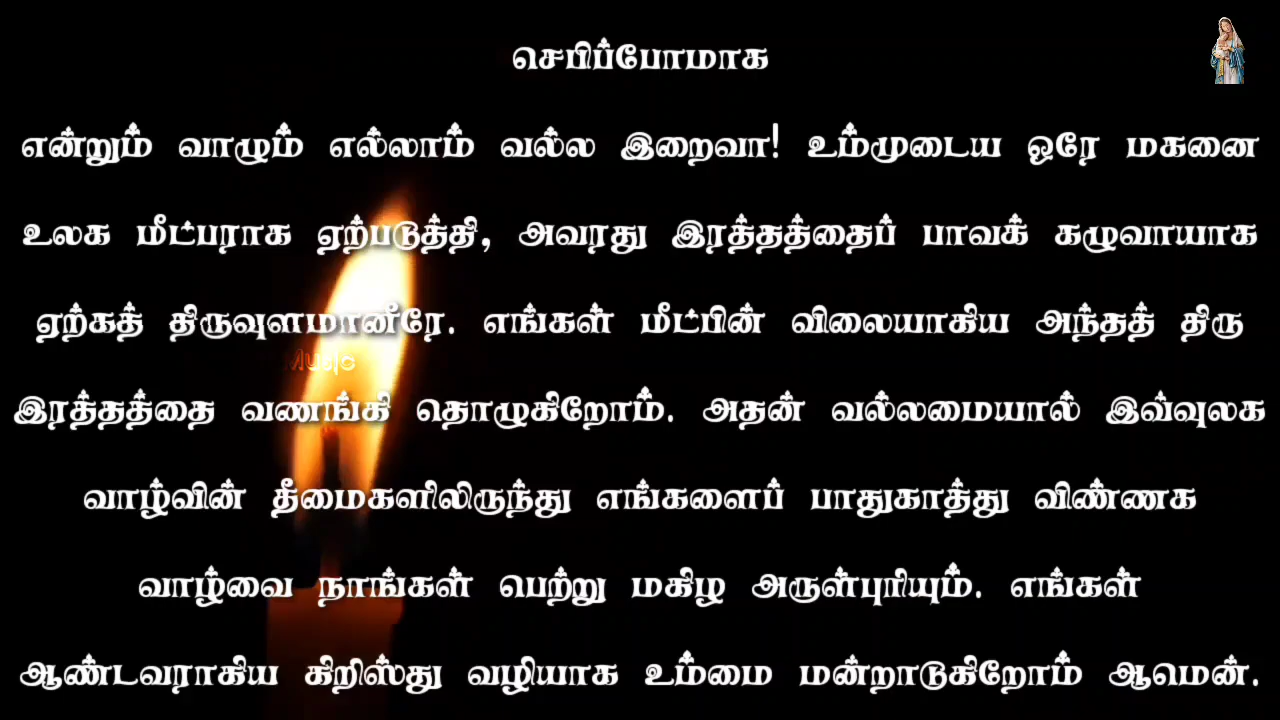 செபிப்போமாக
என்றும் வாழும் எல்லாம் வல்ல இறைவா! உம்முடைய ஒரே மகனை
உலக மீட்பராக ஏற்படுத்தி, அவரது இரத்தத்தைப் பாவக் கழுவாயாக
ஏற்கத் திருவுளமானீரே. எங்கள் மீட்பின் விலையாகிய அந்தத் திரு
Music
இரத்தத்தை வணங்கி தொழுகிறோம். அதன் வல்லமையால் இவ்வுலக
வாழ்வின் தீமைகளிலிருந்து எங்களைப் பாதுகாத்து விண்ணக
வாழ்வை நாங்கள் பெற்று மகிழ அருள்புரியும். எங்கள்
ஆண்டவராகிய கிறிஸ்து வழியாக உம்மை மன்றாடுகிறோம் ஆமென்.